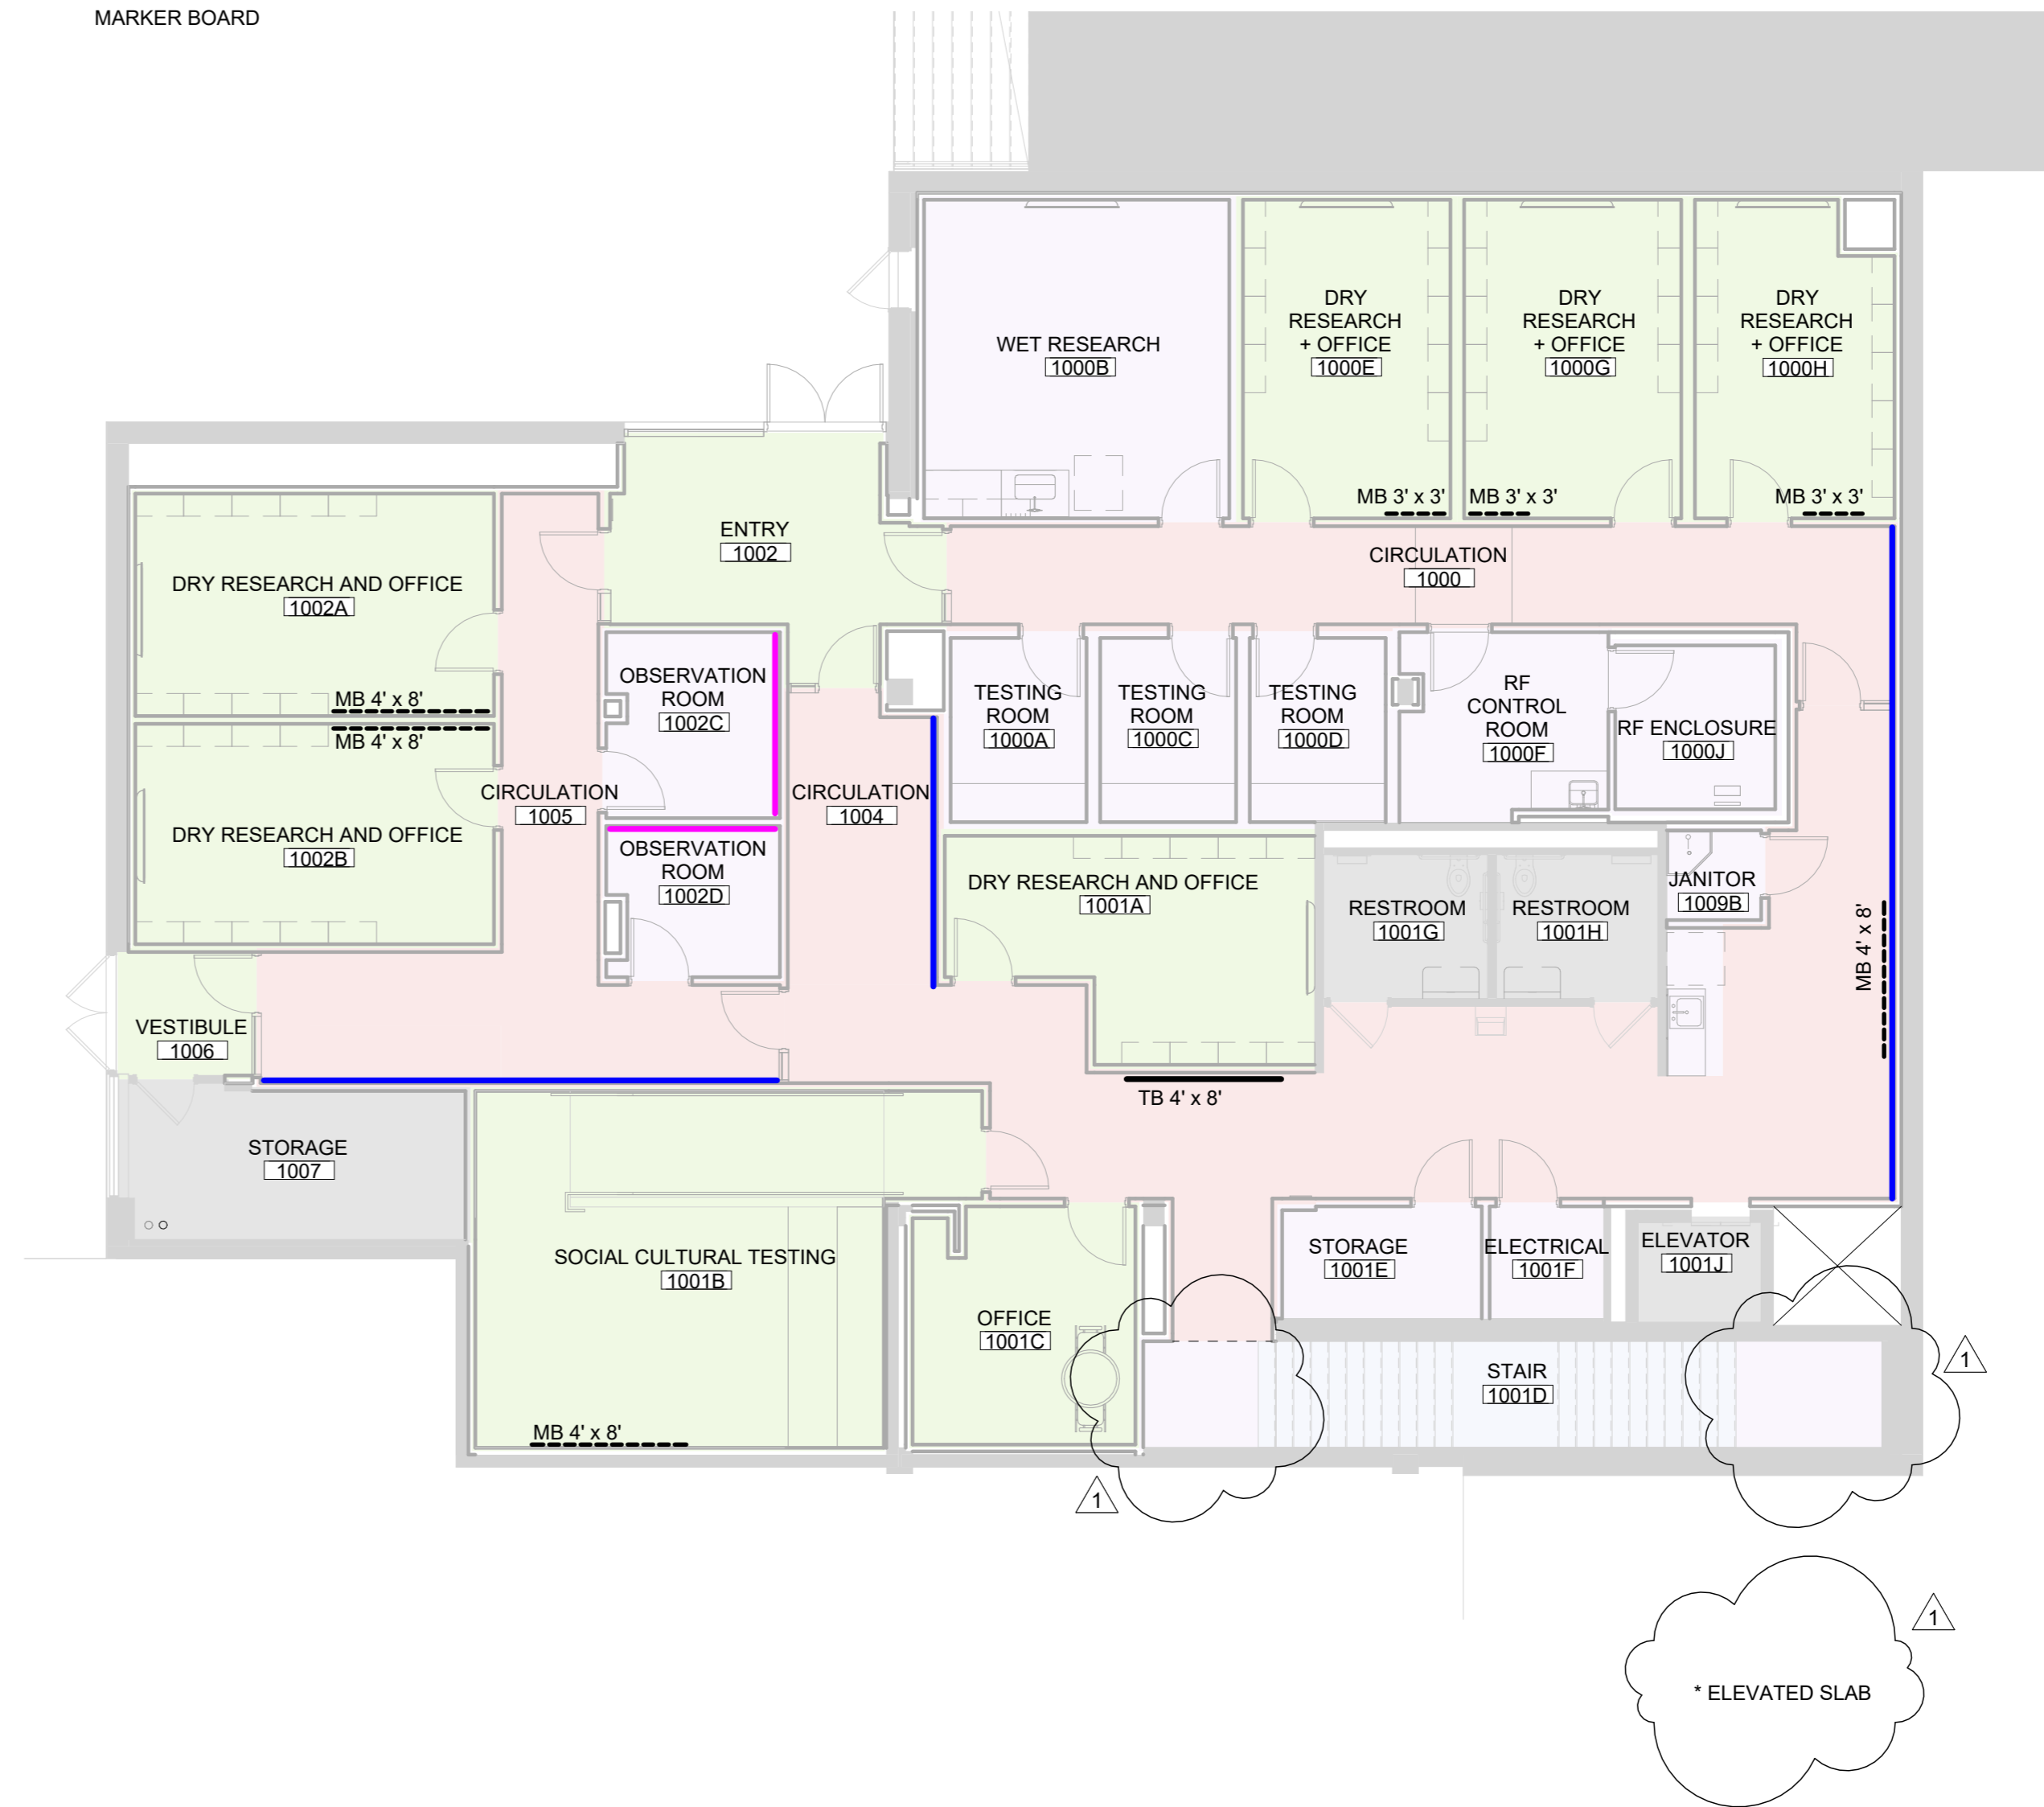 MARKER BOARD
WET RESEARCH
1000B
DRY
RESEARCH
+ OFFICE
1000E
DRY
RESEARCH
+ OFFICE
1000G
DRY
RESEARCH
+ OFFICE
1000H
MB 3' x 3'
MB 3' x 3'
MB 3' x 3'
ENTRY
1002
CIRCULATION
1000
DRY RESEARCH AND OFFICE
1002A
MB 4' x 8'
MB 4' x 8'
DRY RESEARCH AND OFFICE
1002B
CIRCULATION
1005
OBSERVATION
ROOM
1002C
OBSERVATION
ROOM
1002D
CIRCULATION
1004
TESTING
ROOM
1000A
TESTING
ROOM
1000C
TESTING
ROOM
1000D
RF
CONTROL
ROOM
1000F
RF ENCLOSURE
1000J
DRY RESEARCH AND OFFICE
1001A
RESTROOM
1001G
RESTROOM
1001H
JANITOR
1009B
MB 4' x 8'
VESTIBULE
1006
TB 4' x 8'
STORAGE
1007
SOCIAL CULTURAL TESTING
1001B
MB 4' x 8'
OFFICE
1001C
STORAGE
1001E
ELECTRICAL
1001F
ELEVATOR
1001J
STAIR
1001D
1
1
1
* ELEVATED SLAB